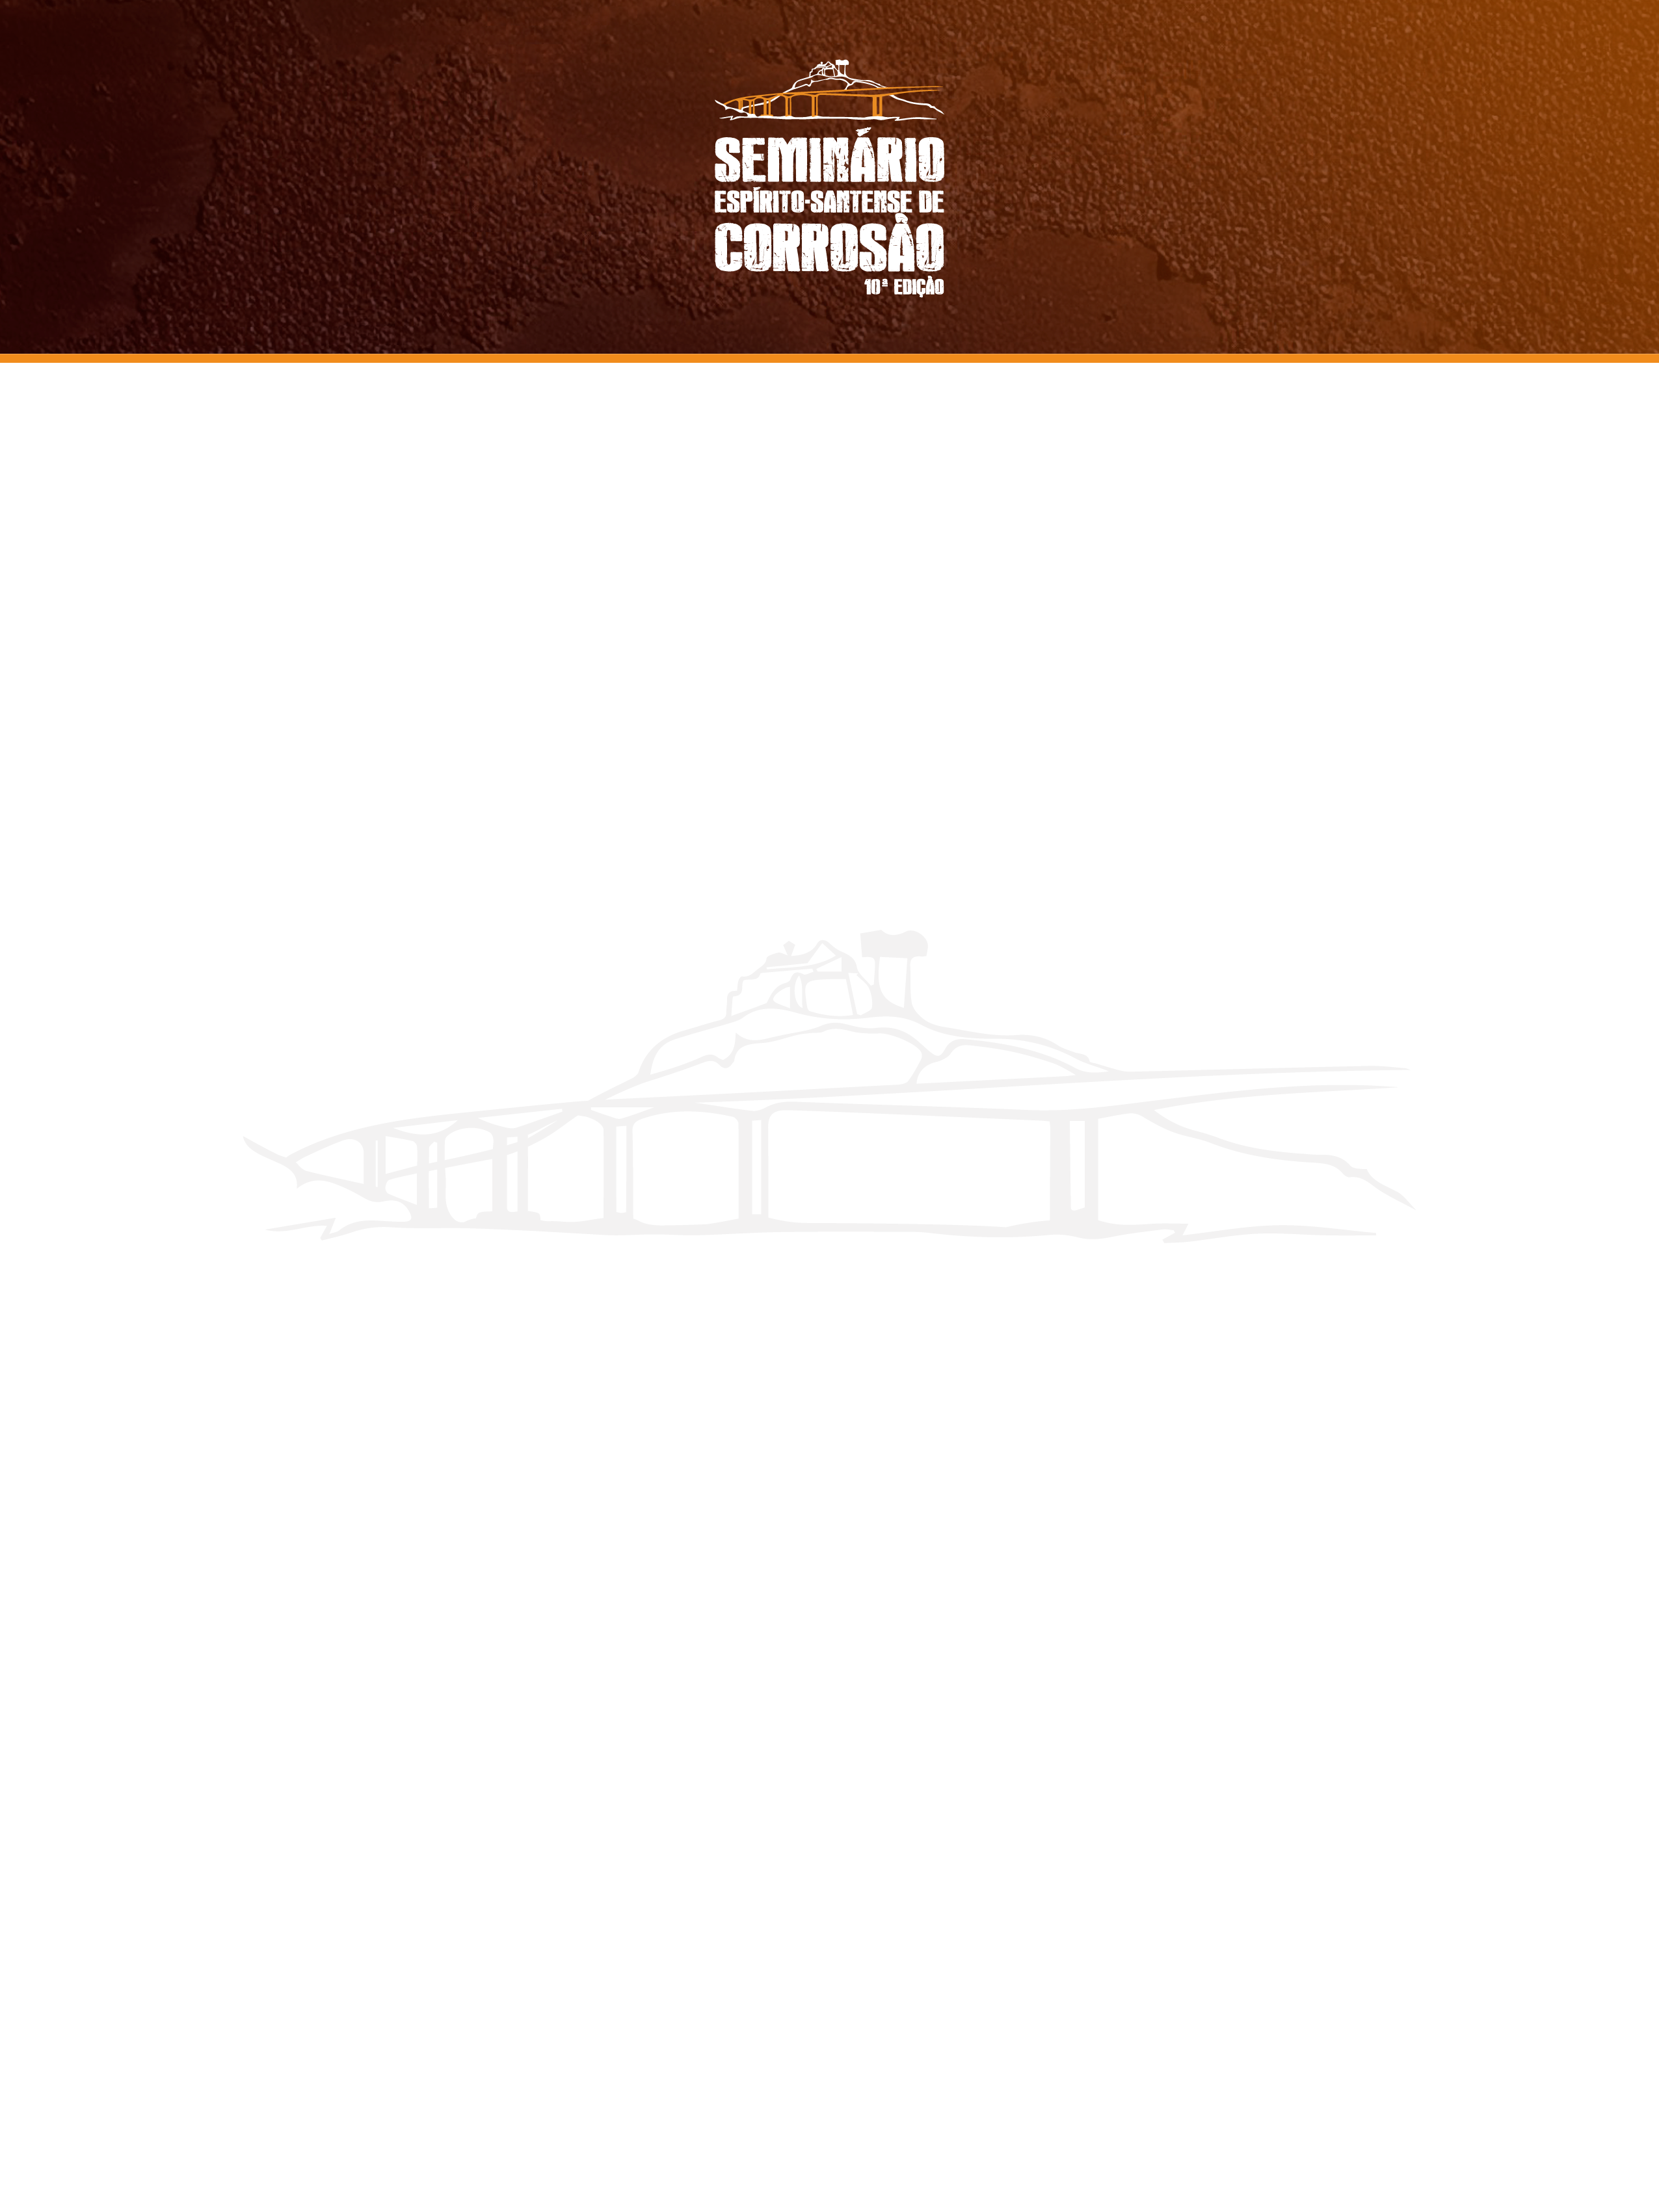 SEMINÁRIO
ESPÍRITO-SANTENSE DE
CORROSÃO
10ª EDIÇÃO